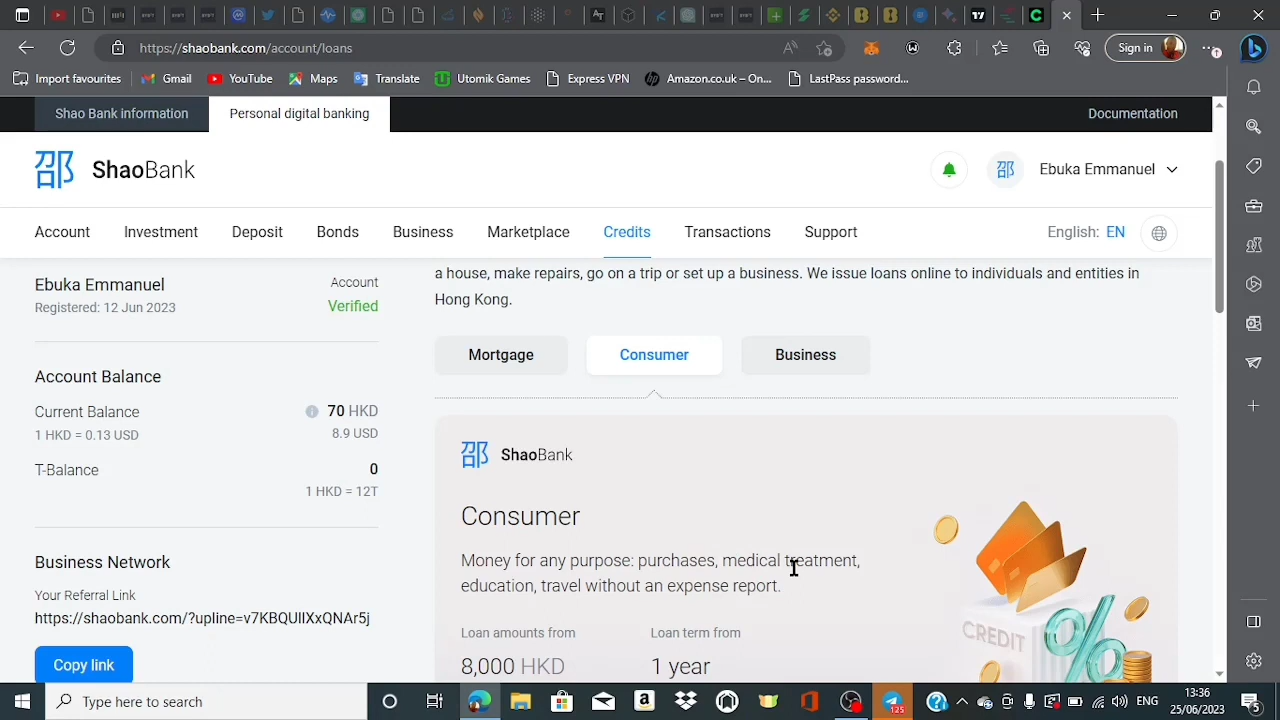 https://shaobank.com/account/loans
Sign in
Import favourites
Gmail
YouTube
Maps
Translate
Utomik Games
Express VPN
Amazon.co.uk – On...
LastPass password...
Shao Bank information
Personal digital banking
Documentation
邵 ShaoBank
邵 Ebuka Emmanuel
Account Investment Deposit Bonds Business Marketplace Credits Transactions Support
English: EN
Ebuka Emmanuel
Registered: 12 Jun 2023
Account
Verified
Account Balance
Current Balance 70 HKD
1 HKD = 0.13 USD 8.9 USD
T-Balance 0
1 HKD = 12T
Business Network
Your Referral Link
https://shaobank.com/?upline=v7KBQUIlXxQNAr5j
Copy link
a house, make repairs, go on a trip or set up a business. We issue loans online to individuals and entities in
Hong Kong.
Mortgage
Consumer
Business
邵 ShaoBank
Consumer
Money for any purpose: purchases, medical treatment,
education, travel without an expense report.
Loan amounts from
8,000 HKD
Loan term from
1 year
CREDIT
%
Type here to search
123
ENG
13:36
25/06/2023
5